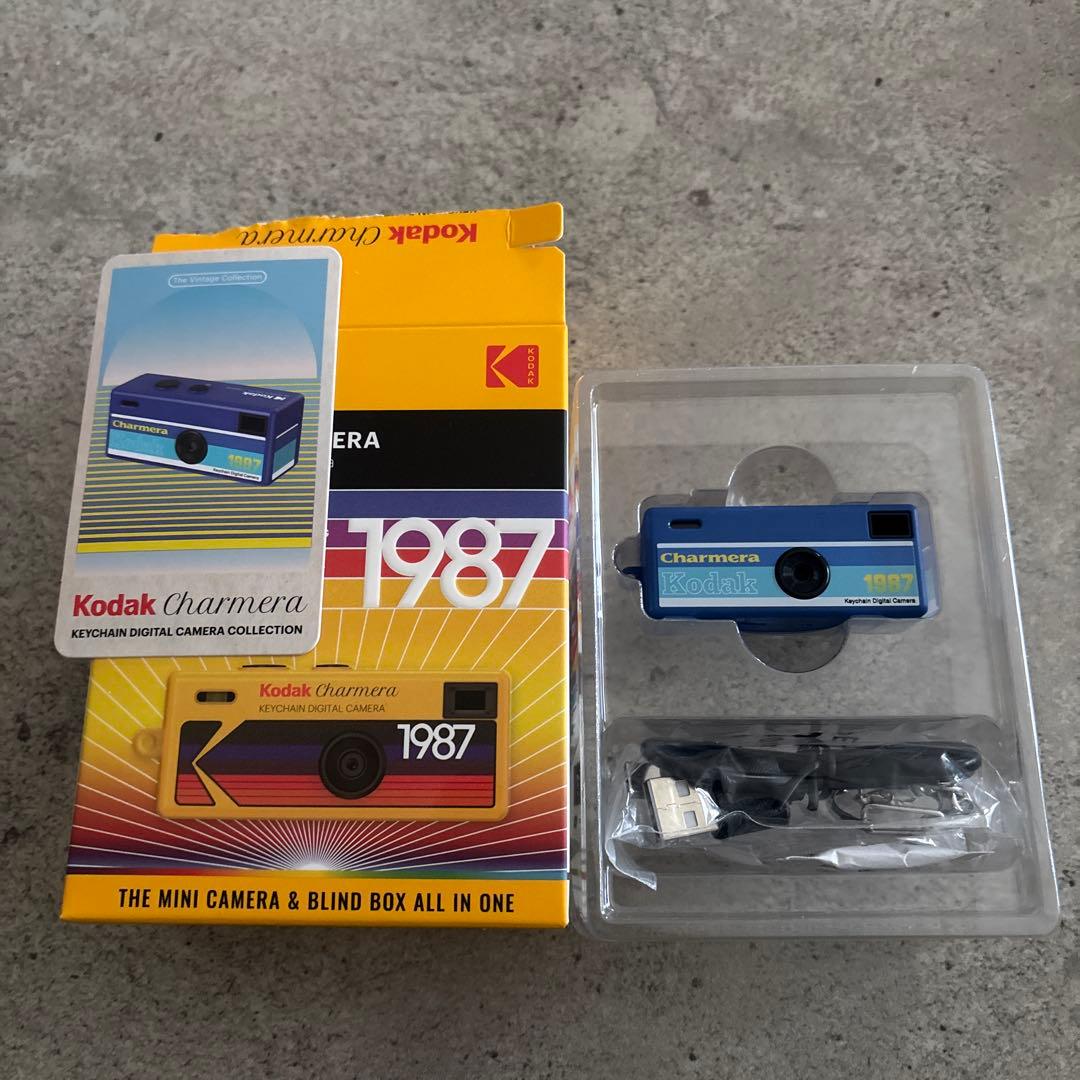 Kodak Charmera
KODAK
The Vintage Collection
Kodak
Charmera
1987
Keychain Digital Camera
Kodak Charmera
KEYCHAIN DIGITAL CAMERA COLLECTION
ERA
1987
Kodak Charmera
KEYCHAIN DIGITAL CAMERA
1987
THE MINI CAMERA & BLIND BOX ALL IN ONE
Charmera
Kodak
1987
Keychain Digital Camera